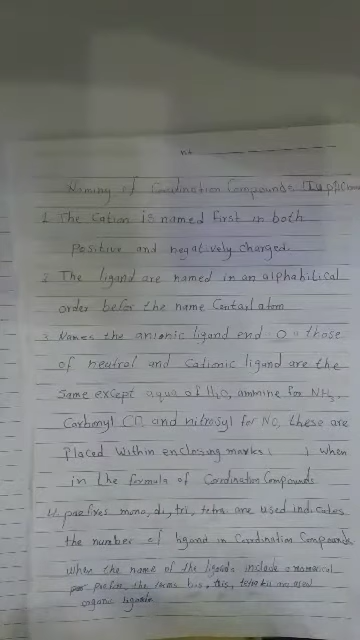 Naming of Coordination Compounds (Iupac
1. The Cation is named first in both
positive and negatively charged.
2. The ligand are named in an alphabitical
order befor the name Contarl atom
3. Names the anionic ligand end O - those
of neutral and Cationic ligand are the
Same except aqua of H2O, ammine for NH3,
Carbonyl CO, and nitrosyl for NO, these are
Placed within enclosing marks ( ) when
in the formula of Coordination Compounds
4. prefixes mono, di, tri, tetra are used indicates
the number of ligand in Coordination Compounds
When the name of the ligands include a numerical
prefix, the terms bis, tris, tetrakis are used
organic ligands